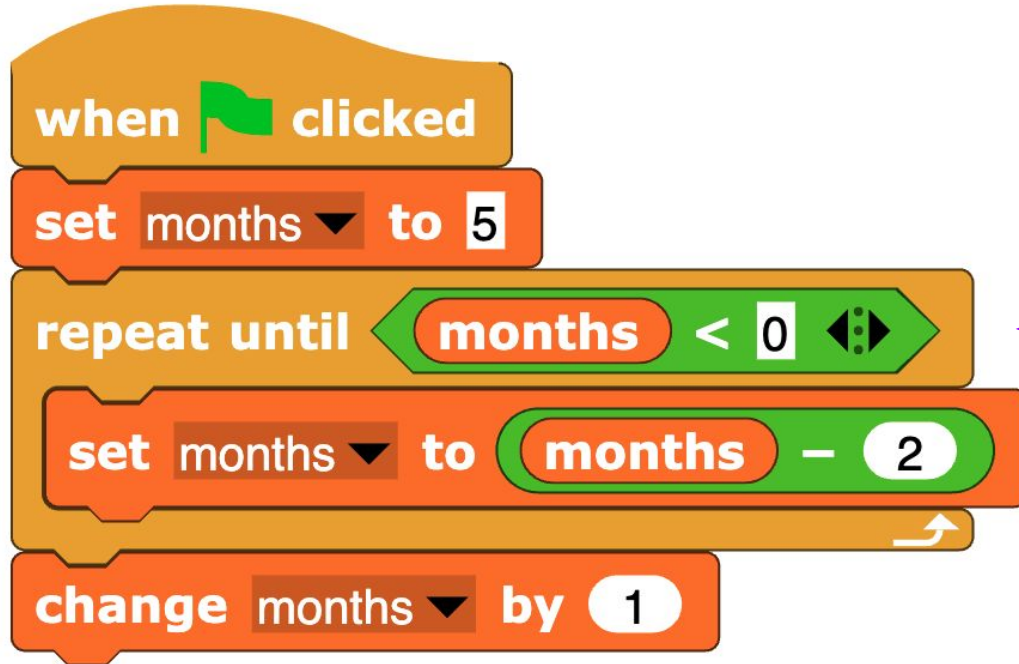 when clicked
set months to 5
repeat until months < 0
set months to months - 2
change months by 1